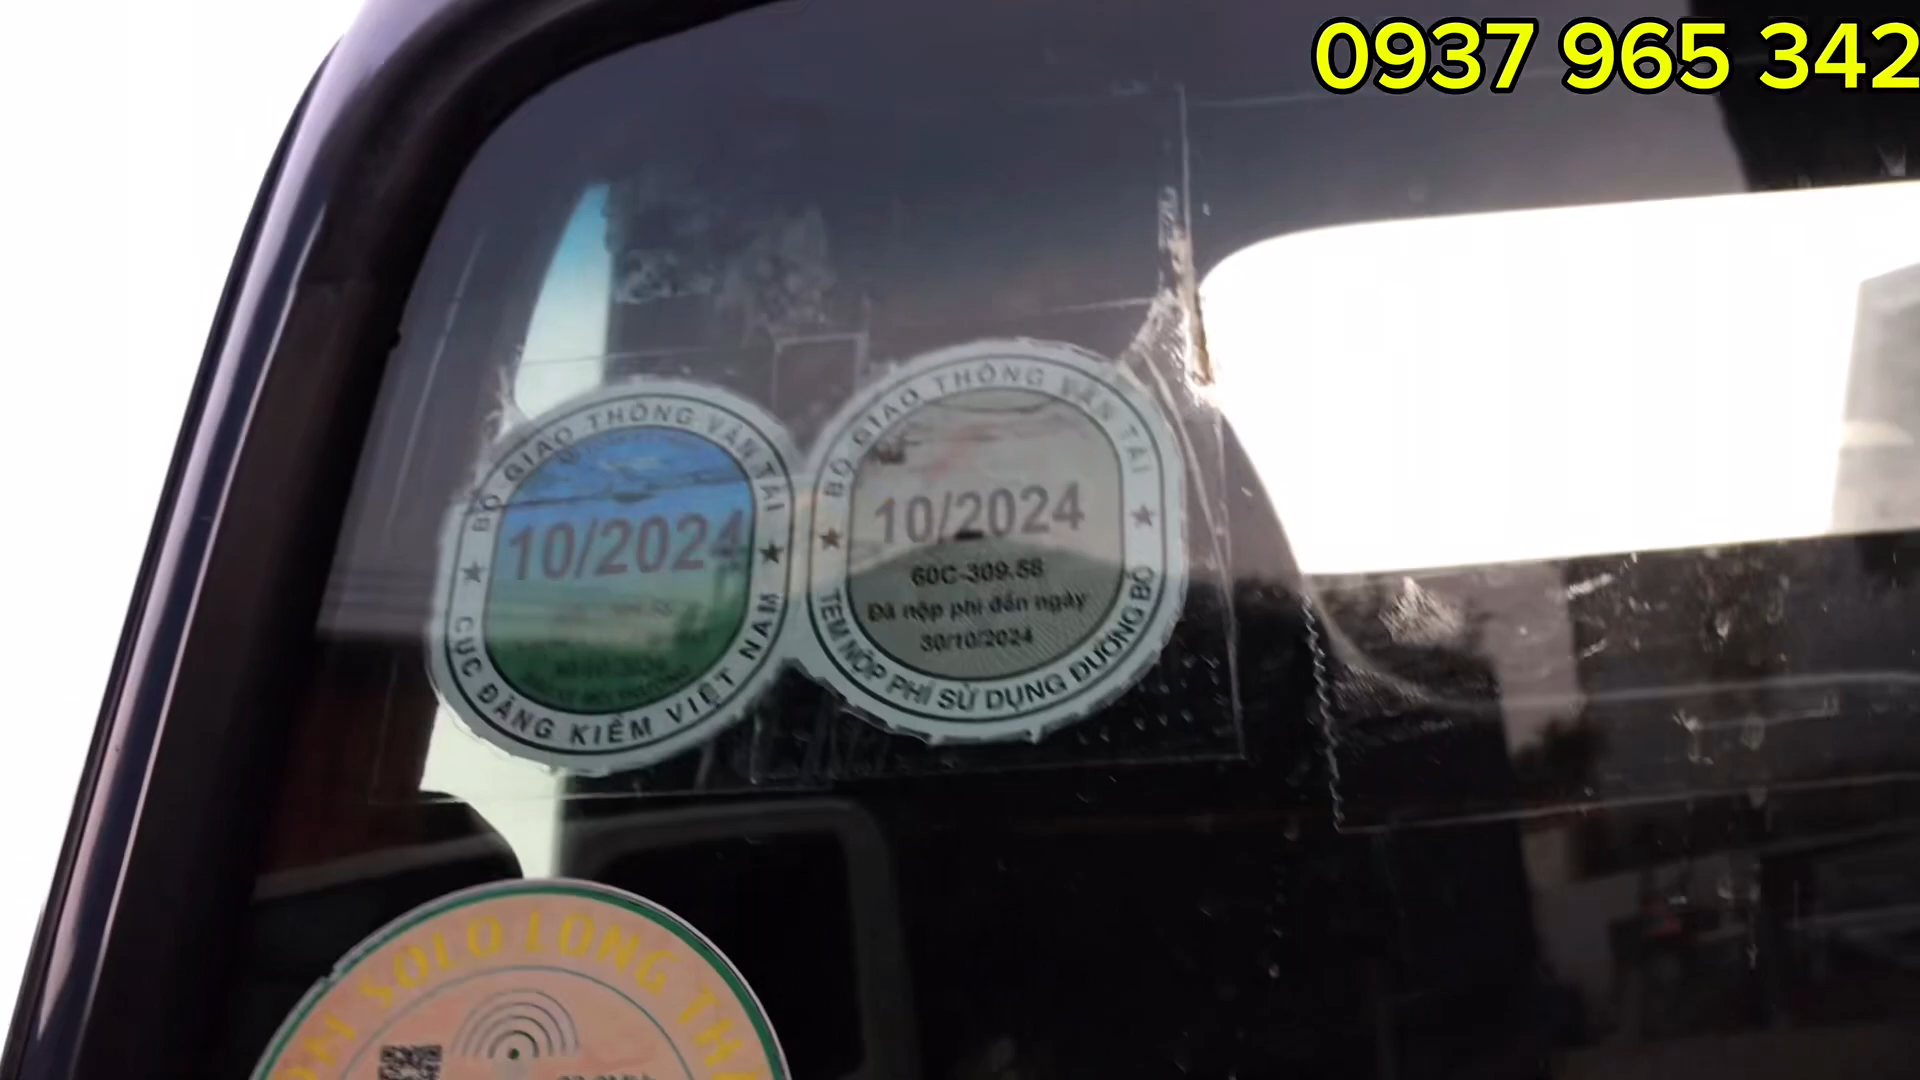 0937 965 342
BỘ GIAO THÔNG VẬN TẢI
10/2024
CỤC ĐĂNG KIỂM VIỆT NAM
BỘ GIAO THÔNG VẬN TẢI
10/2024
60C-309.58
Đã nộp phí đến ngày
30/10/2024
TEM NỘP PHÍ SỬ DỤNG ĐƯỜNG BỘ
SOLO LONG